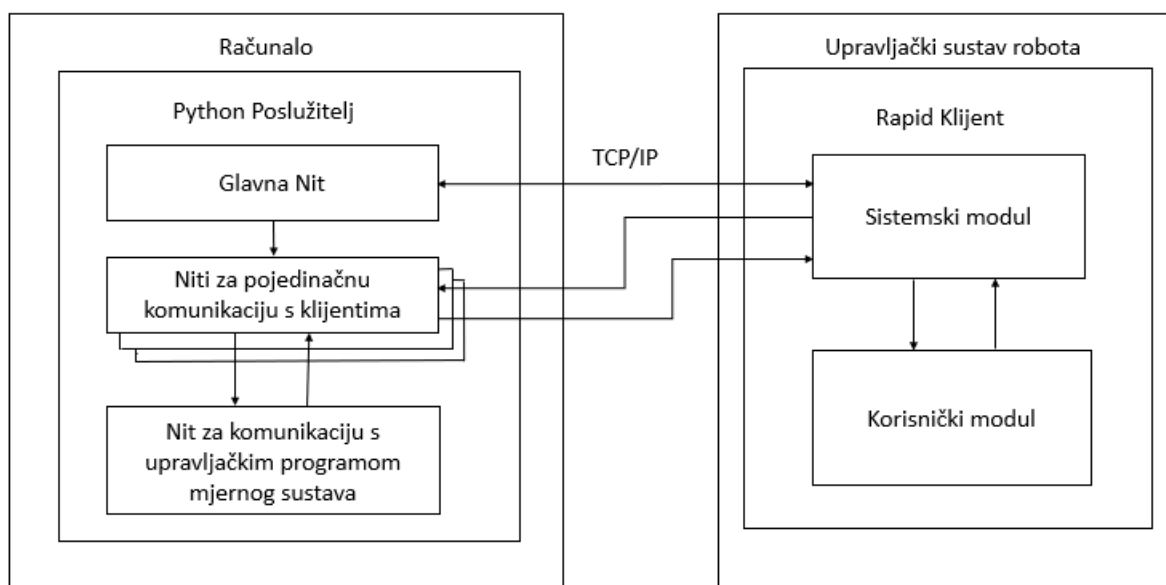 Računalo
Python Poslužitelj
Glavna Nit
Niti za pojedinačnu
komunikaciju s klijentima
Nit za komunikaciju s
upravljačkim programom
mjernog sustava
TCP/IP
Upravljački sustav robota
Rapid Klijent
Sistemski modul
Korisnički modul